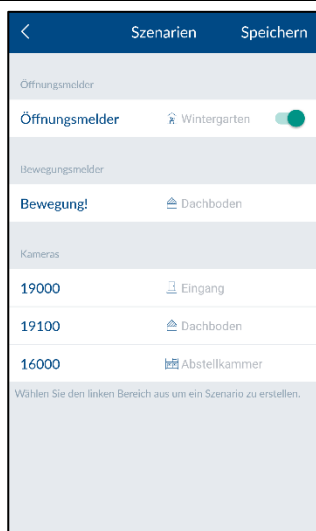 Szenarien Speichern
Öffnungsmelder
Öffnungsmelder Wintergarten
Bewegungsmelder
Bewegung! Dachboden
Kameras
19000 Eingang
19100 Dachboden
16000 Abstellkammer
Wählen Sie den linken Bereich aus um ein Szenario zu erstellen.